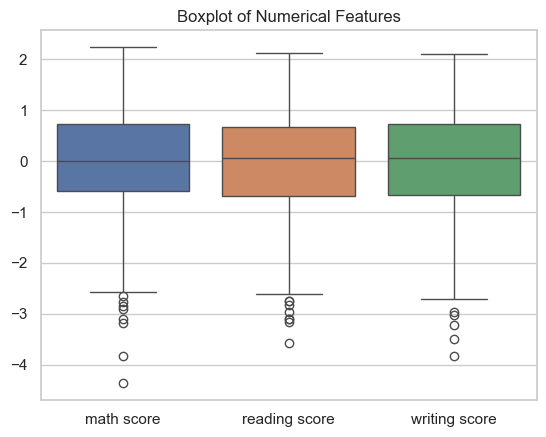 Boxplot of Numerical Features
2
1
0
−1
−2
−3
−4
math score
reading score
writing score